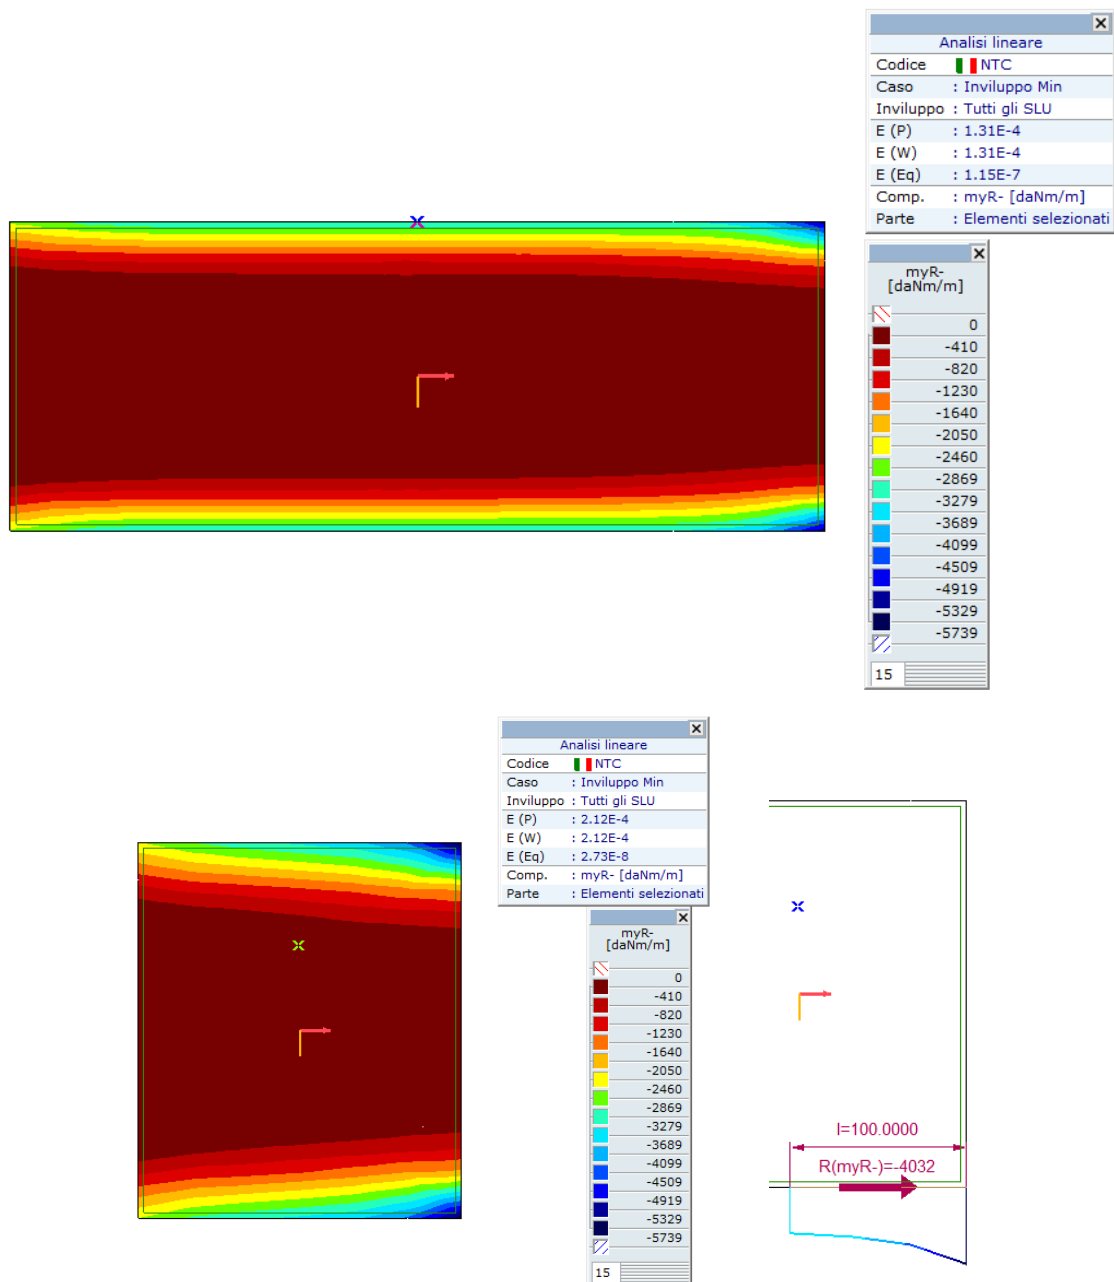 Analisi lineare
Codice NTC
Caso : Inviluppo Min
Inviluppo : Tutti gli SLU
E (P) : 1.31E-4
E (W) : 1.31E-4
E (Eq) : 1.15E-7
Comp. : myR- [daNm/m]
Parte : Elementi selezionati
myR-
[daNm/m]
0
-410
-820
-1230
-1640
-2050
-2460
-2869
-3279
-3689
-4099
-4509
-4919
-5329
-5739
15
Analisi lineare
Codice NTC
Caso : Inviluppo Min
Inviluppo : Tutti gli SLU
E (P) : 2.12E-4
E (W) : 2.12E-4
E (Eq) : 2.73E-8
Comp. : myR- [daNm/m]
Parte : Elementi selezionati
myR-
[daNm/m]
0
-410
-820
-1230
-1640
-2050
-2460
-2869
-3279
-3689
-4099
-4509
-4919
-5329
-5739
15
l=100.0000
R(myR-)=-4032